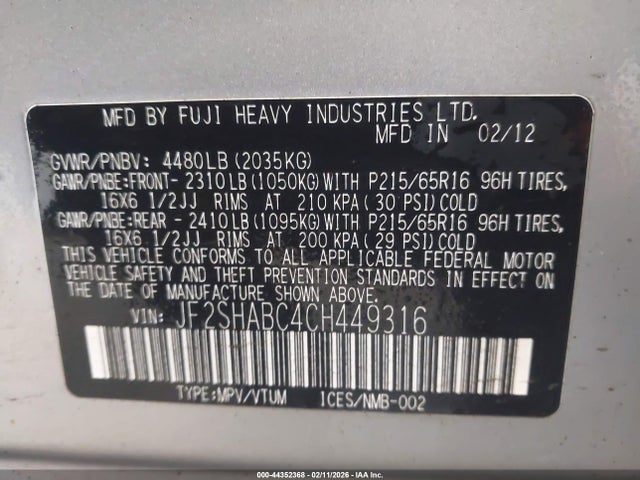 MFD BY FUJI HEAVY INDUSTRIES LTD.
MFD IN 02/12
GVWR/PNBV: 4480LB (2035KG)
GAWR/PNBE:FRONT- 2310LB (1050KG) WITH P215/65R16 96H TIRES,
16X6 1/2JJ RIMS AT 210 KPA ( 30 PSI) COLD
GAWR/PNBE:REAR - 2410LB (1095KG) WITH P215/65R16 96H TIRES,
16X6 1/2JJ RIMS AT 200 KPA (29 PSI) COLD
THIS VEHICLE CONFORMS TO ALL APPLICABLE FEDERAL MOTOR
VEHICLE SAFETY AND THEFT PREVENTION STANDARDS IN EFFECT ON
THE DATE OF MANUFACTURE SHOWN ABOVE.
VIN: JF2SHABC4CH449316
TYPE:MPV/VTUM ICES/NMB-002
000-44352368 - 02/11/2026 - IAA Inc.